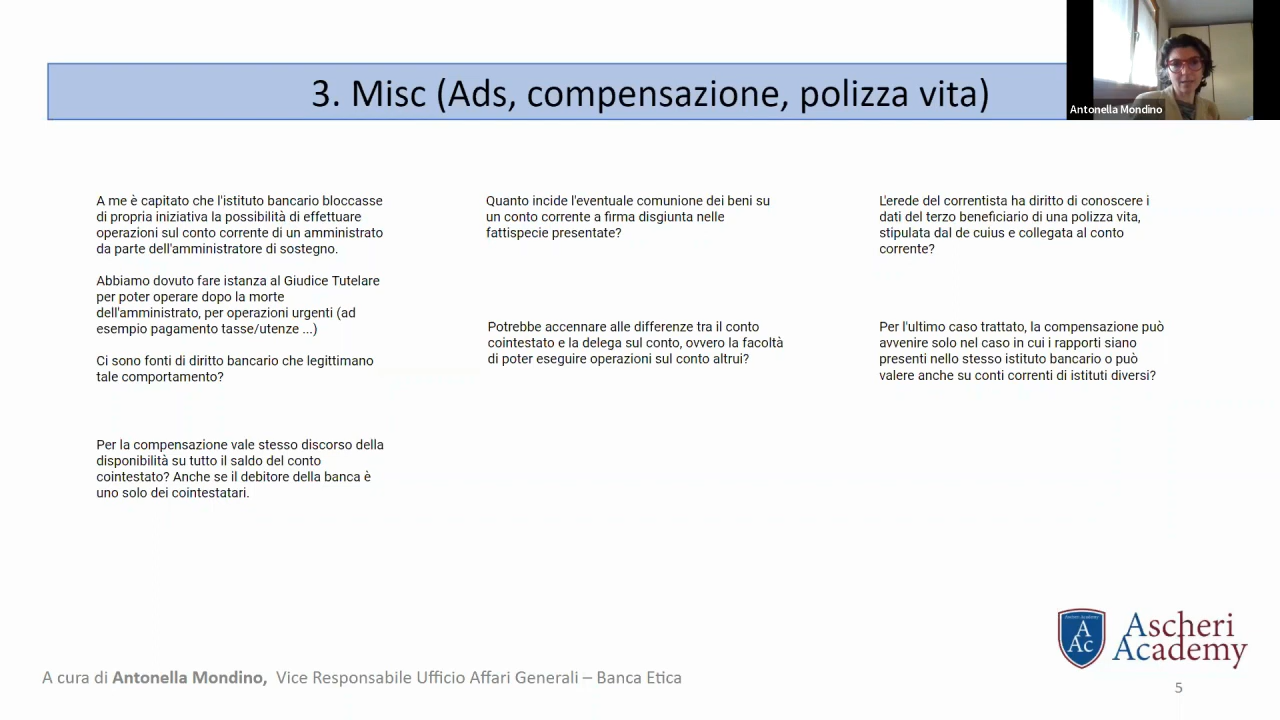 3. Misc (Ads, compensazione, polizza vita)
Antonella Mondino
A me è capitato che l'istituto bancario bloccasse
di propria iniziativa la possibilità di effettuare
operazioni sul conto corrente di un amministrato
da parte dell'amministratore di sostegno.
Abbiamo dovuto fare istanza al Giudice Tutelare
per poter operare dopo la morte
dell'amministrato, per operazioni urgenti (ad
esempio pagamento tasse/utenze ...)
Ci sono fonti di diritto bancario che legittimano
tale comportamento?
Per la compensazione vale stesso discorso della
disponibilità su tutto il saldo del conto
cointestato? Anche se il debitore della banca è
uno solo dei cointestatari.
Quanto incide l'eventuale comunione dei beni su
un conto corrente a firma disgiunta nelle
fattispecie presentate?
Potrebbe accennare alle differenze tra il conto
cointestato e la delega sul conto, ovvero la facoltà
di poter eseguire operazioni sul conto altrui?
L'erede del correntista ha diritto di conoscere i
dati del terzo beneficiario di una polizza vita,
stipulata dal de cuius e collegata al conto
corrente?
Per l'ultimo caso trattato, la compensazione può
avvenire solo nel caso in cui i rapporti siano
presenti nello stesso istituto bancario o può
valere anche su conti correnti di istituti diversi?
A
Ac
Ascheri
Academy
A cura di Antonella Mondino, Vice Responsabile Ufficio Affari Generali – Banca Etica
5